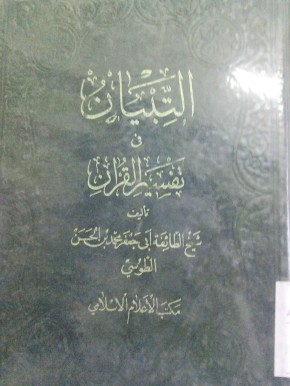 التبيان
في
تفسير القرآن
تأليف
شيخ الطائفة أبي جعفر محمد بن الحسن
الطوسي
مكتب الإعلام الإسلامي